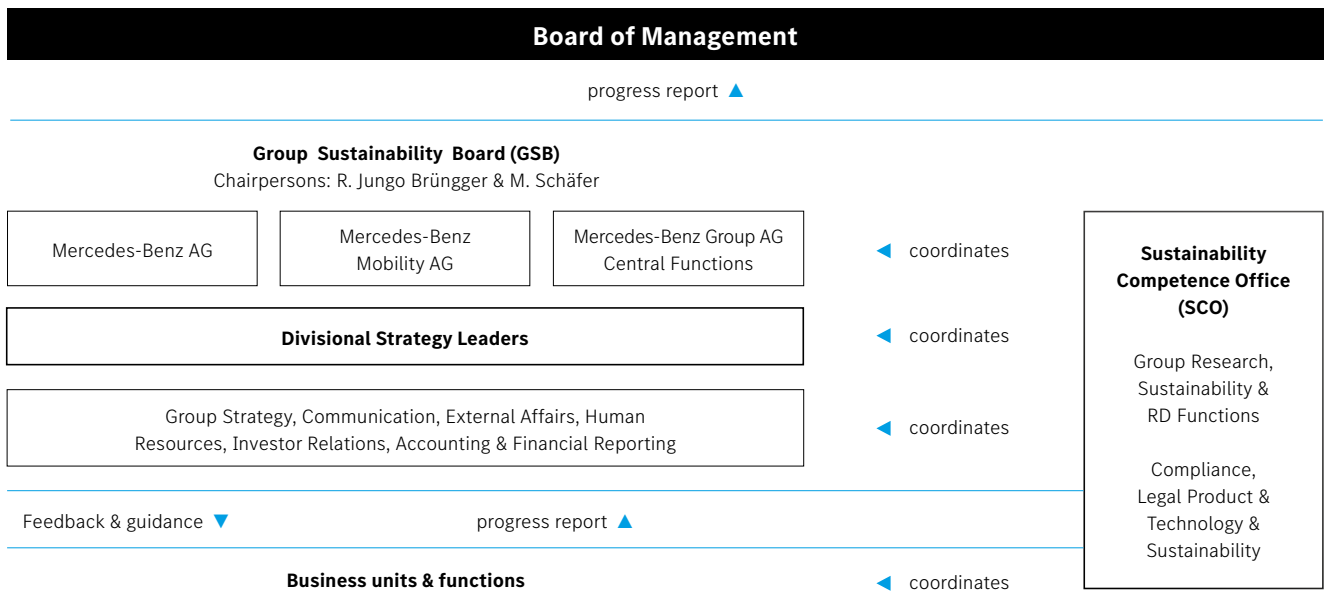 Board of Management
progress report ▲
Group Sustainability Board (GSB)
Chairpersons: R. Jungo Brüngger & M. Schäfer
Mercedes-Benz AG
Mercedes-Benz
Mobility AG
Mercedes-Benz Group AG
Central Functions
◀ coordinates
Divisional Strategy Leaders
◀ coordinates
Group Strategy, Communication, External Affairs, Human
Resources, Investor Relations, Accounting & Financial Reporting
◀ coordinates
Sustainability
Competence Office
(SCO)
Group Research,
Sustainability &
RD Functions
Compliance,
Legal Product &
Technology &
Sustainability
Feedback & guidance ▼
progress report ▲
Business units & functions
◀ coordinates